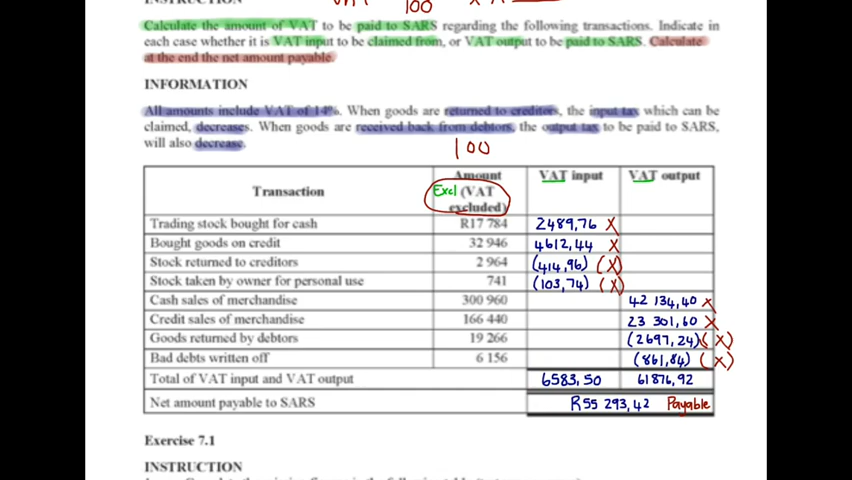 100
Calculate the amount of VAT to be paid to SARS regarding the following transactions. Indicate in
each case whether it is VAT input to be claimed from, or VAT output to be paid to SARS. Calculate
at the end the net amount payable.
INFORMATION
All amounts include VAT of 14%. When goods are returned to creditors, the input tax which can be
claimed, decreases. When goods are received back from debtors, the output tax to be paid to SARS,
will also decrease.
100
Transaction Amount Excl (VAT excluded) VAT input VAT output
Trading stock bought for cash R17 784 2489,76 X
Bought goods on credit 32 946 4612,44 X
Stock returned to creditors 2 964 (414,96) (X)
Stock taken by owner for personal use 741 (103,74) (X)
Cash sales of merchandise 300 960 42 134,40 X
Credit sales of merchandise 166 440 23 301,60 X
Goods returned by debtors 19 266 (2697,24) (X)
Bad debts written off 6 156 (861,84) (X)
Total of VAT input and VAT output 6583,50 61876,92
Net amount payable to SARS R55 293,42 Payable
Exercise 7.1
INSTRUCTION